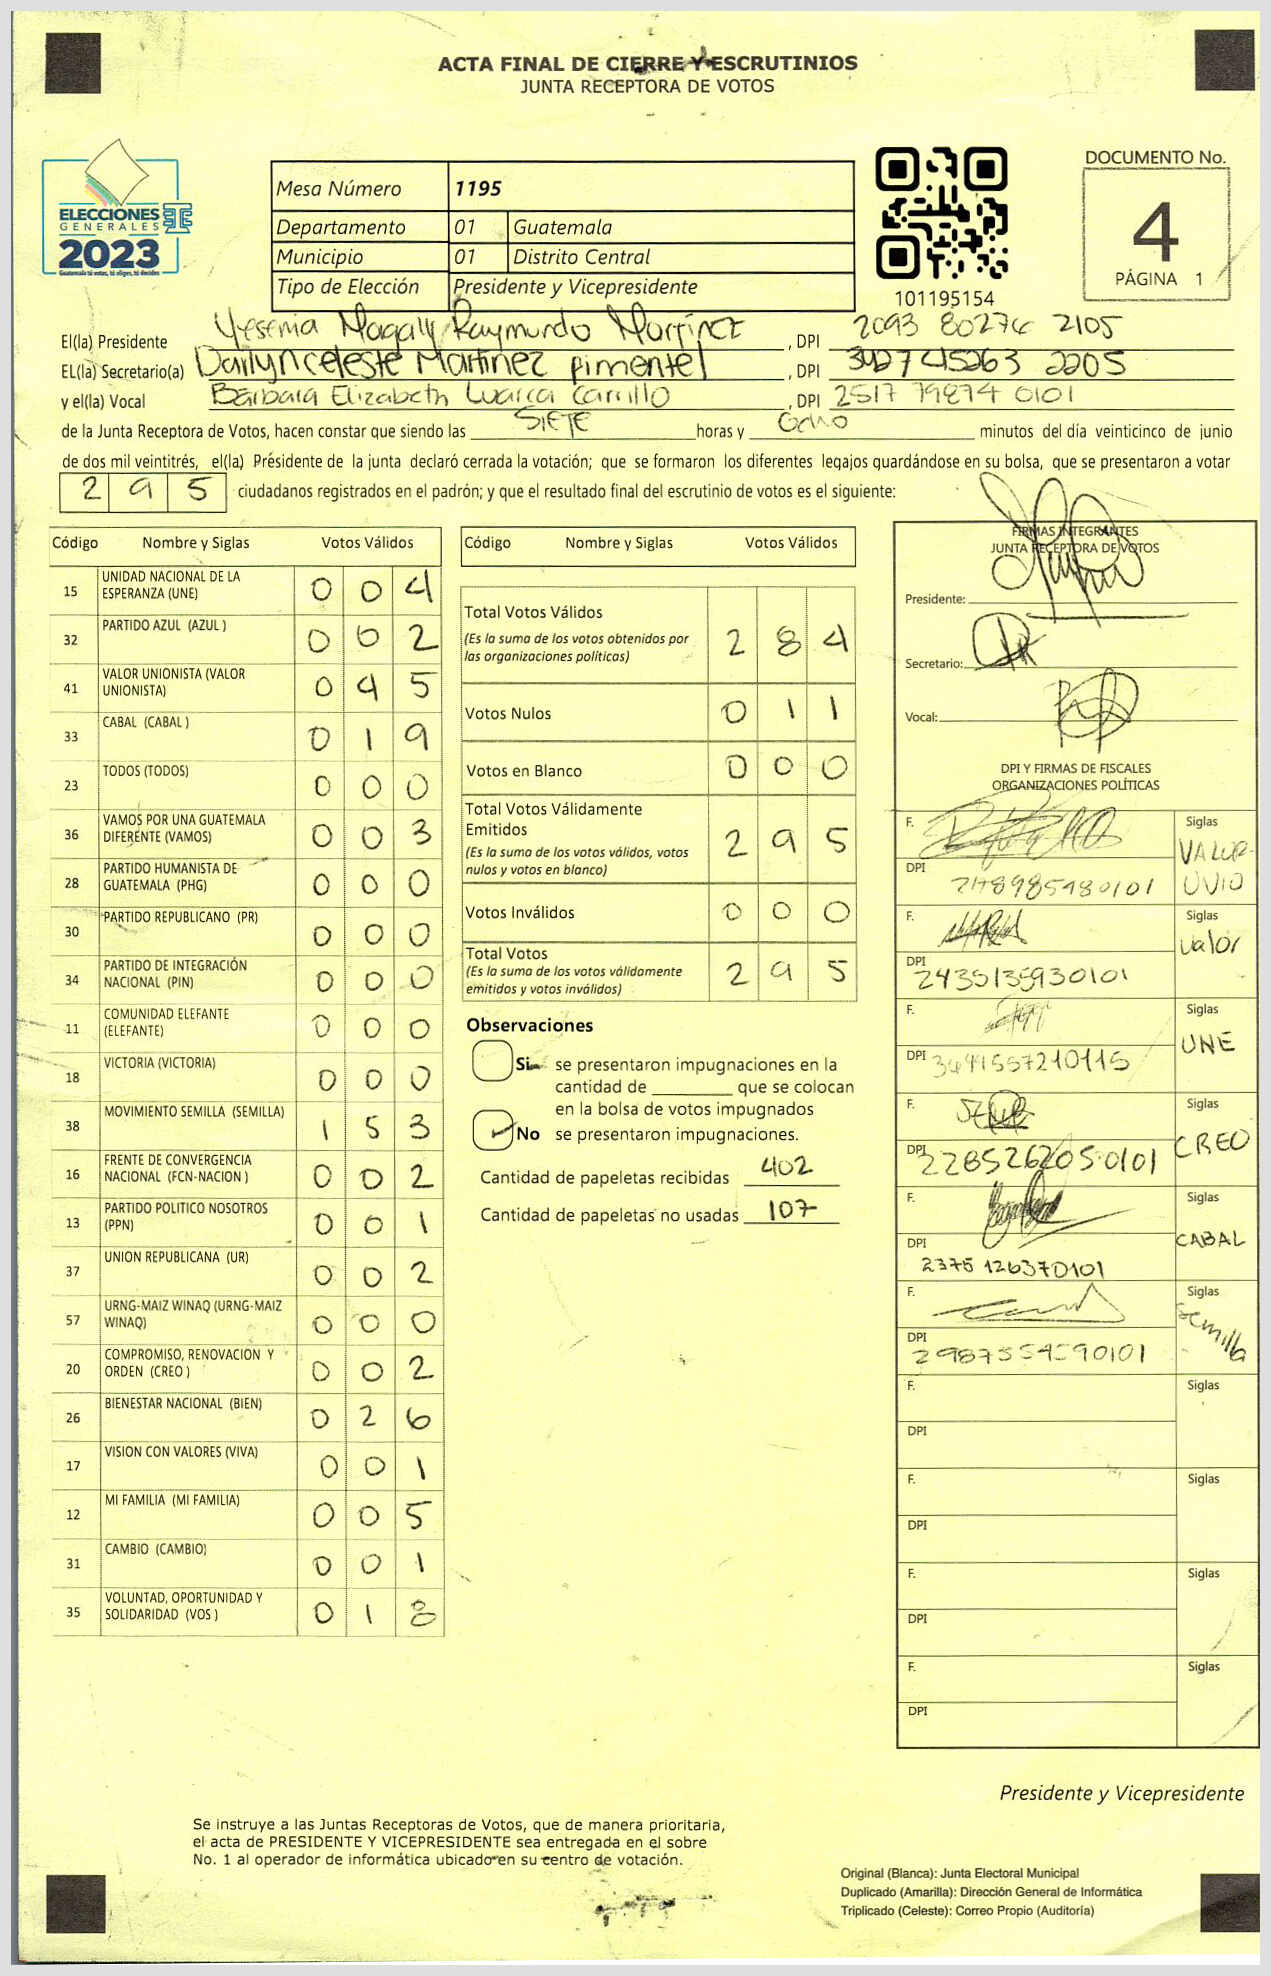 ACTA FINAL DE CIERRE Y ESCRUTINIOS
JUNTA RECEPTORA DE VOTOS
ELECCIONES
GENERALES
2023
Guatemala tú votas, tú eliges, tú decides
Mesa Número 1195
Departamento 01 Guatemala
Municipio 01 Distrito Central
Tipo de Elección Presidente y Vicepresidente
101195154
DOCUMENTO No.
4
PÁGINA 1
El(la) Presidente Yesenia Magaly Raymundo Martinez, DPI 2093 80276 2105
EL(la) Secretario(a) Dailyn celeste Martinez pimentel, DPI 3427 45263 2205
y el(la) Vocal Barbara Elizabeth Luarca Carrillo, DPI 2517 79874 0101
de la Junta Receptora de Votos, hacen constar que siendo las SIETE horas y Ocho minutos del día veinticinco de junio
de dos mil veintitrés, el(la) Présidente de la junta declaró cerrada la votación; que se formaron los diferentes legajos guardándose en su bolsa, que se presentaron a votar
2 9 5 ciudadanos registrados en el padrón; y que el resultado final del escrutinio de votos es el siguiente:
Código Nombre y Siglas Votos Válidos
15 UNIDAD NACIONAL DE LA ESPERANZA (UNE) 0 0 4
32 PARTIDO AZUL (AZUL ) 0 0 2
41 VALOR UNIONISTA (VALOR UNIONISTA) 0 4 5
33 CABAL (CABAL ) 0 1 9
23 TODOS (TODOS) 0 0 0
36 VAMOS POR UNA GUATEMALA DIFERENTE (VAMOS) 0 0 3
28 PARTIDO HUMANISTA DE GUATEMALA (PHG) 0 0 0
30 PARTIDO REPUBLICANO (PR) 0 0 0
34 PARTIDO DE INTEGRACIÓN NACIONAL (PIN) 0 0 0
11 COMUNIDAD ELEFANTE (ELEFANTE) 0 0 0
18 VICTORIA (VICTORIA) 0 0 0
38 MOVIMIENTO SEMILLA (SEMILLA) 1 5 3
16 FRENTE DE CONVERGENCIA NACIONAL (FCN-NACION ) 0 0 2
13 PARTIDO POLITICO NOSOTROS (PPN) 0 0 1
37 UNION REPUBLICANA (UR) 0 0 2
57 URNG-MAIZ WINAQ (URNG-MAIZ WINAQ) 0 0 0
20 COMPROMISO, RENOVACION Y ORDEN (CREO ) 0 0 2
26 BIENESTAR NACIONAL (BIEN) 0 2 6
17 VISION CON VALORES (VIVA) 0 0 1
12 MI FAMILIA (MI FAMILIA) 0 0 5
31 CAMBIO (CAMBIO) 0 0 1
35 VOLUNTAD, OPORTUNIDAD Y SOLIDARIDAD (VOS ) 0 1 8
Código Nombre y Siglas Votos Válidos
Total Votos Válidos 2 8 4
(Es la suma de los votos obtenidos por
las organizaciones políticas)
Votos Nulos 0 1 1
Votos en Blanco 0 0 0
Total Votos Válidamente
Emitidos 2 9 5
(Es la suma de los votos válidos, votos
nulos y votos en blanco)
Votos Inválidos 0 0 0
Total Votos 2 9 5
(Es la suma de los votos válidamente
emitidos y votos inválidos)
Observaciones
Si se presentaron impugnaciones en la
cantidad de ________ que se colocan
en la bolsa de votos impugnados
No se presentaron impugnaciones.
Cantidad de papeletas recibidas 402
Cantidad de papeletas no usadas 107
FIRMAS INTEGRANTES
JUNTA RECEPTORA DE VOTOS
Presidente:
Secretario:
Vocal:
DPI Y FIRMAS DE FISCALES
ORGANIZACIONES POLÍTICAS
F. Siglas VALOR-
DPI UNIO
F. Siglas valor
DPI 2435135930101
F. Siglas UNE
DPI 3441557210115
F. Siglas CREO
DPI 2285262050101
F. Siglas CABAL
DPI 2375 126370101
F. Siglas semilla
DPI 2987354590101
F. Siglas
DPI
F. Siglas
DPI
F. Siglas
DPI
F. Siglas
DPI
Presidente y Vicepresidente
Se instruye a las Juntas Receptoras de Votos, que de manera prioritaria,
el acta de PRESIDENTE Y VICEPRESIDENTE sea entregada en el sobre
No. 1 al operador de informática ubicado en su centro de votación.
Original (Blanca): Junta Electoral Municipal
Duplicado (Amarilla): Dirección General de Informática
Triplicado (Celeste): Correo Propio (Auditoría)